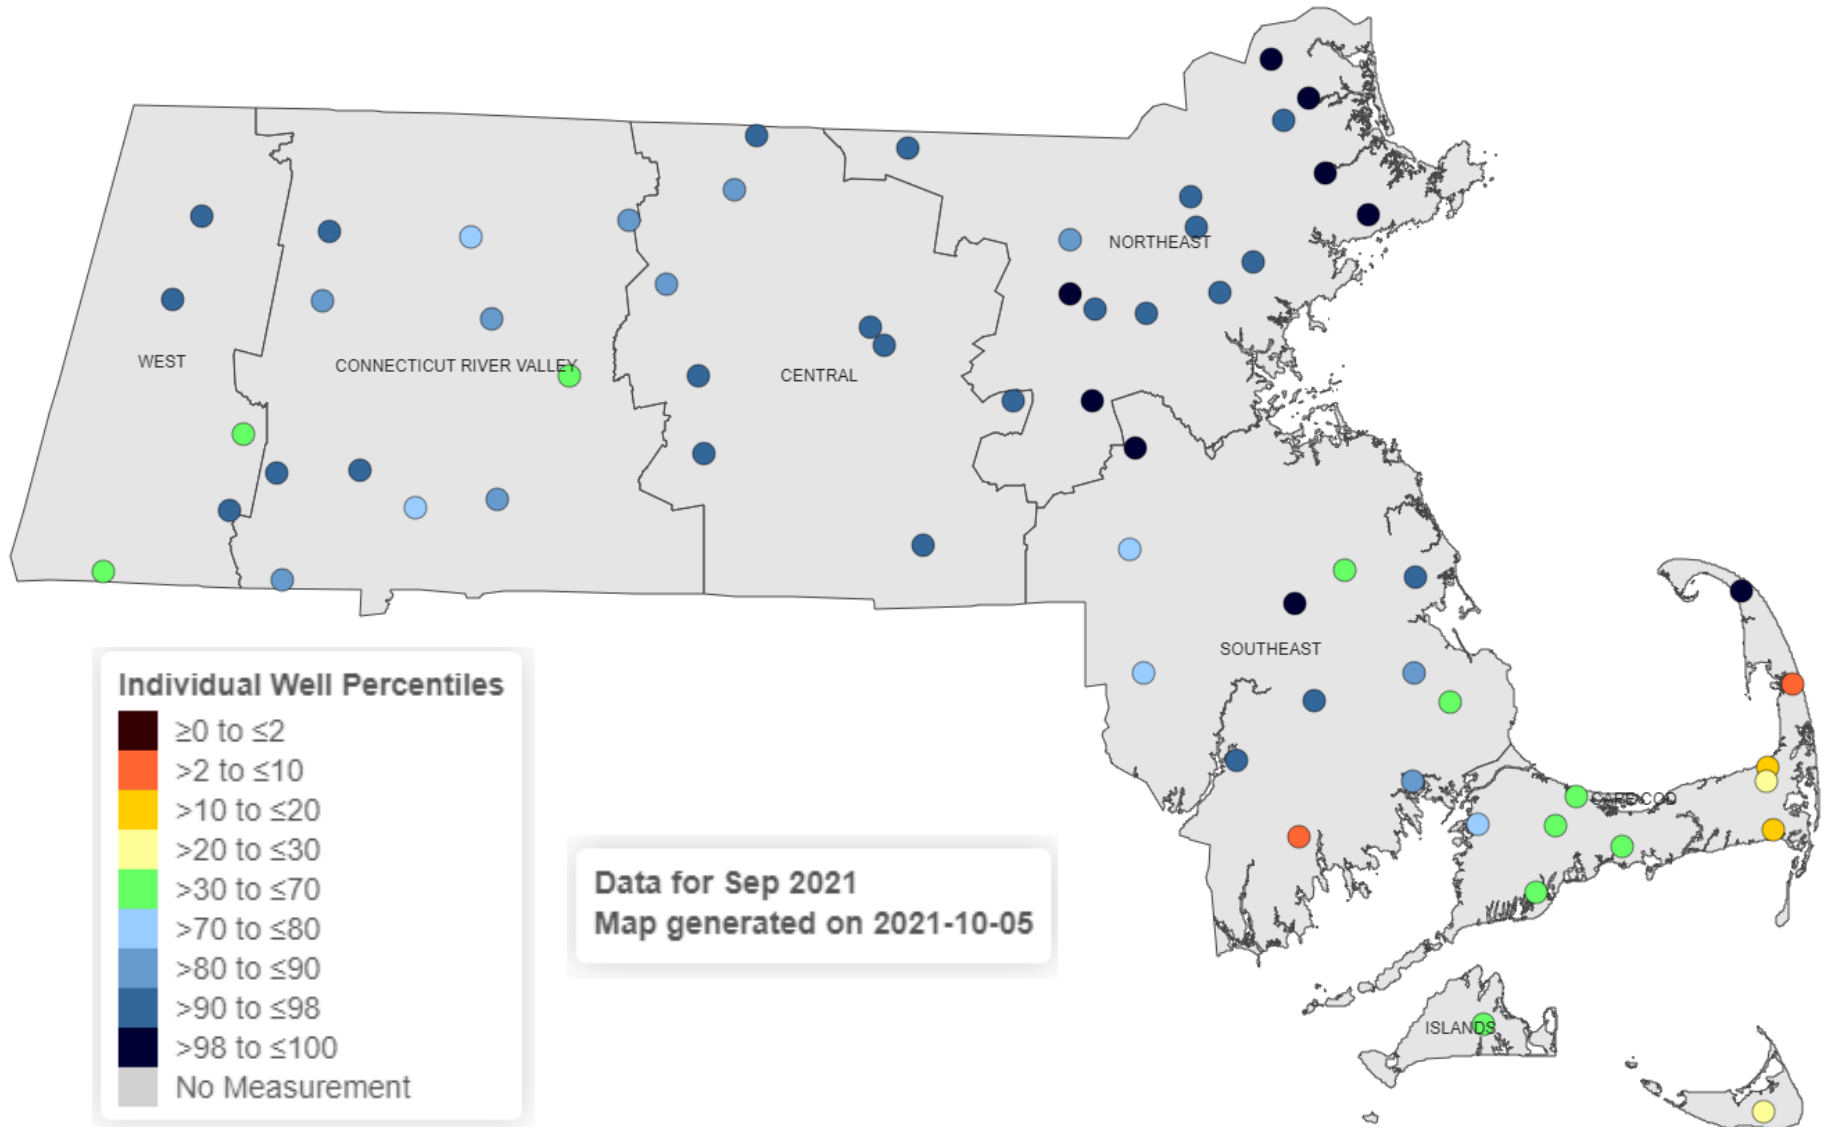 NORTHEAST
WEST
CONNECTICUT RIVER VALLEY
CENTRAL
SOUTHEAST
CAPE COD
ISLANDS
Individual Well Percentiles
≥0 to ≤2
>2 to ≤10
>10 to ≤20
>20 to ≤30
>30 to ≤70
>70 to ≤80
>80 to ≤90
>90 to ≤98
>98 to ≤100
No Measurement
Data for Sep 2021
Map generated on 2021-10-05